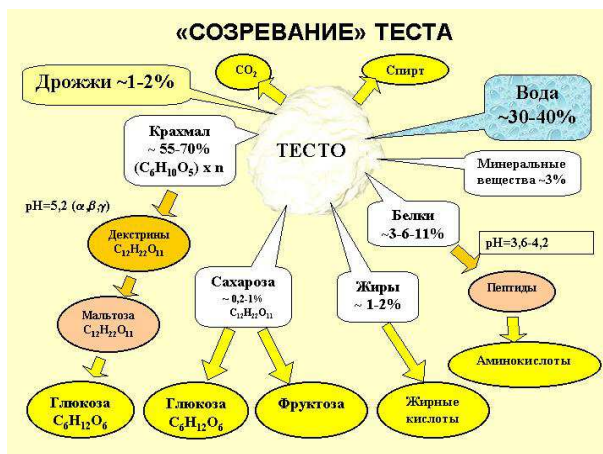 «СОЗРЕВАНИЕ» ТЕСТА
CO₂
Спирт
Дрожжи ~1-2%
Вода
~30-40%
Крахмал
~ 55-70%
(C₆H₁₀O₅) x n
ТЕСТО
Минеральные
вещества ~3%
Белки
~3-6-11%
pH=5,2 (α,β,γ)
pH=3,6-4,2
Декстрины
C₁₂H₂₂O₁₁
Сахароза
~ 0,2-1%
C₁₂H₂₂O₁₁
Жиры
~ 1-2%
Пептиды
Мальтоза
C₁₂H₂₂O₁₁
Аминокислоты
Глюкоза
C₆H₁₂O₆
Глюкоза
C₆H₁₂O₆
Фруктоза
Жирные
кислоты